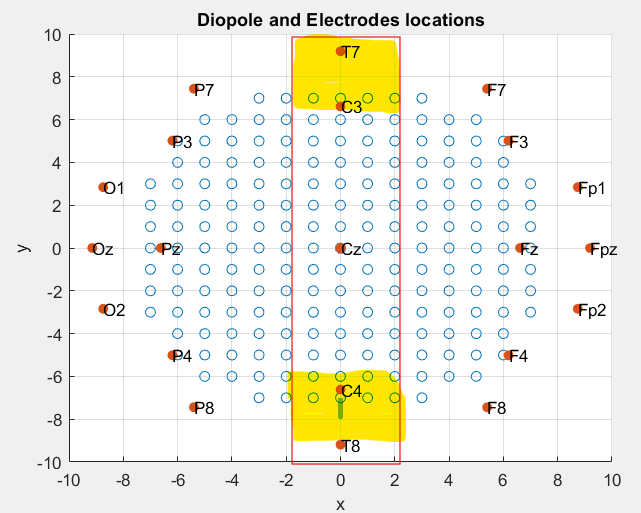 Diopole and Electrodes locations
10
T7
8
P7 F7
C3
6
P3 F3
4
O1 Fp1
2
y
0 Oz Pz Cz Fz Fpz
-2
O2 Fp2
-4
P4 F4
-6
C4
P8 F8
-8
T8
-10
-10 -8 -6 -4 -2 0 2 4 6 8 10
x